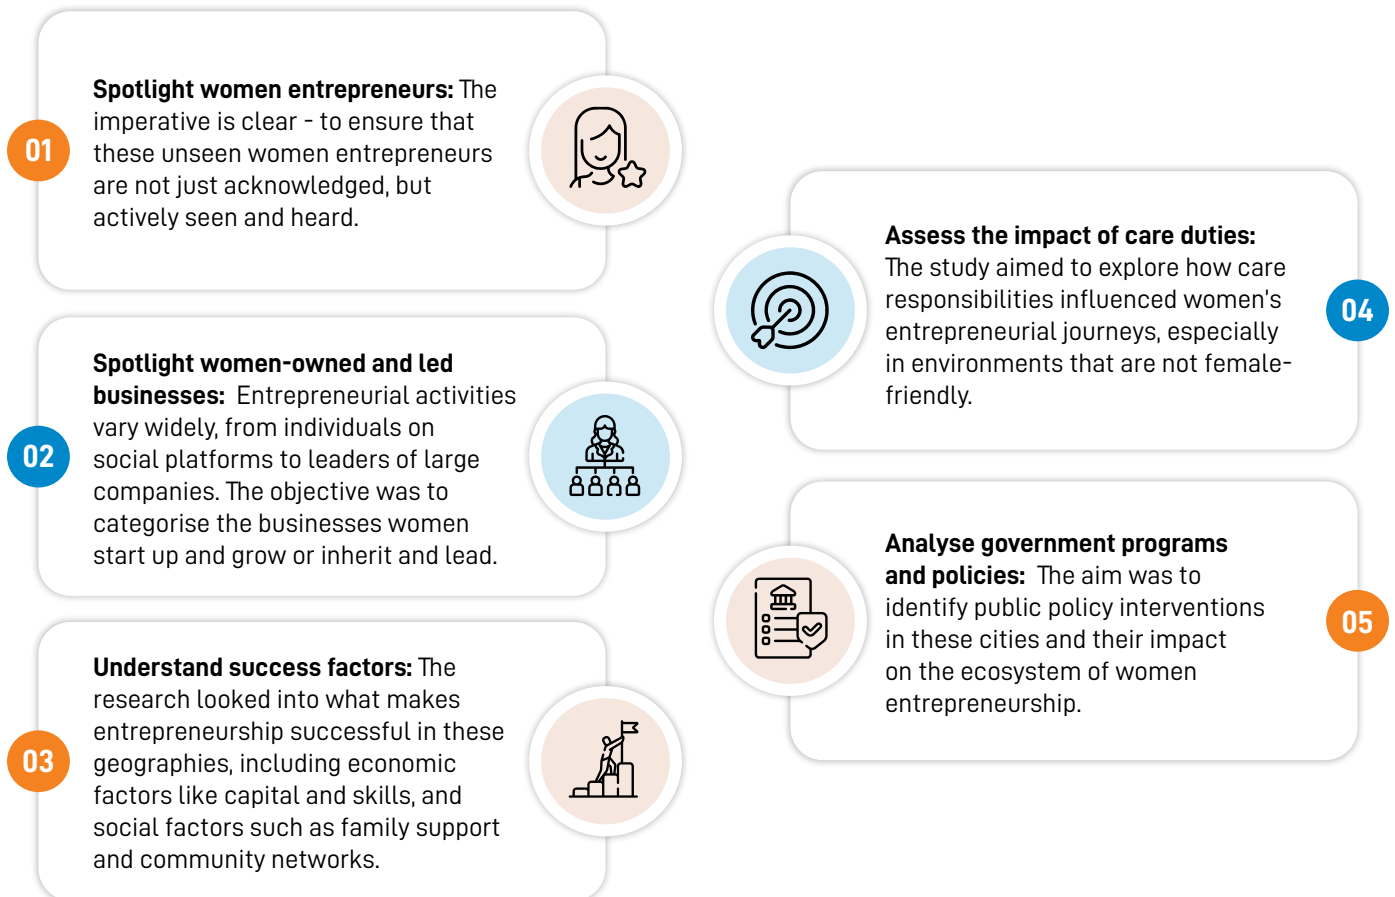 01
Spotlight women entrepreneurs: The
imperative is clear - to ensure that
these unseen women entrepreneurs
are not just acknowledged, but
actively seen and heard.
02
Spotlight women-owned and led
businesses: Entrepreneurial activities
vary widely, from individuals on
social platforms to leaders of large
companies. The objective was to
categorise the businesses women
start up and grow or inherit and lead.
03
Understand success factors: The
research looked into what makes
entrepreneurship successful in these
geographies, including economic
factors like capital and skills, and
social factors such as family support
and community networks.
04
Assess the impact of care duties:
The study aimed to explore how care
responsibilities influenced women's
entrepreneurial journeys, especially
in environments that are not female-
friendly.
05
Analyse government programs
and policies: The aim was to
identify public policy interventions
in these cities and their impact
on the ecosystem of women
entrepreneurship.